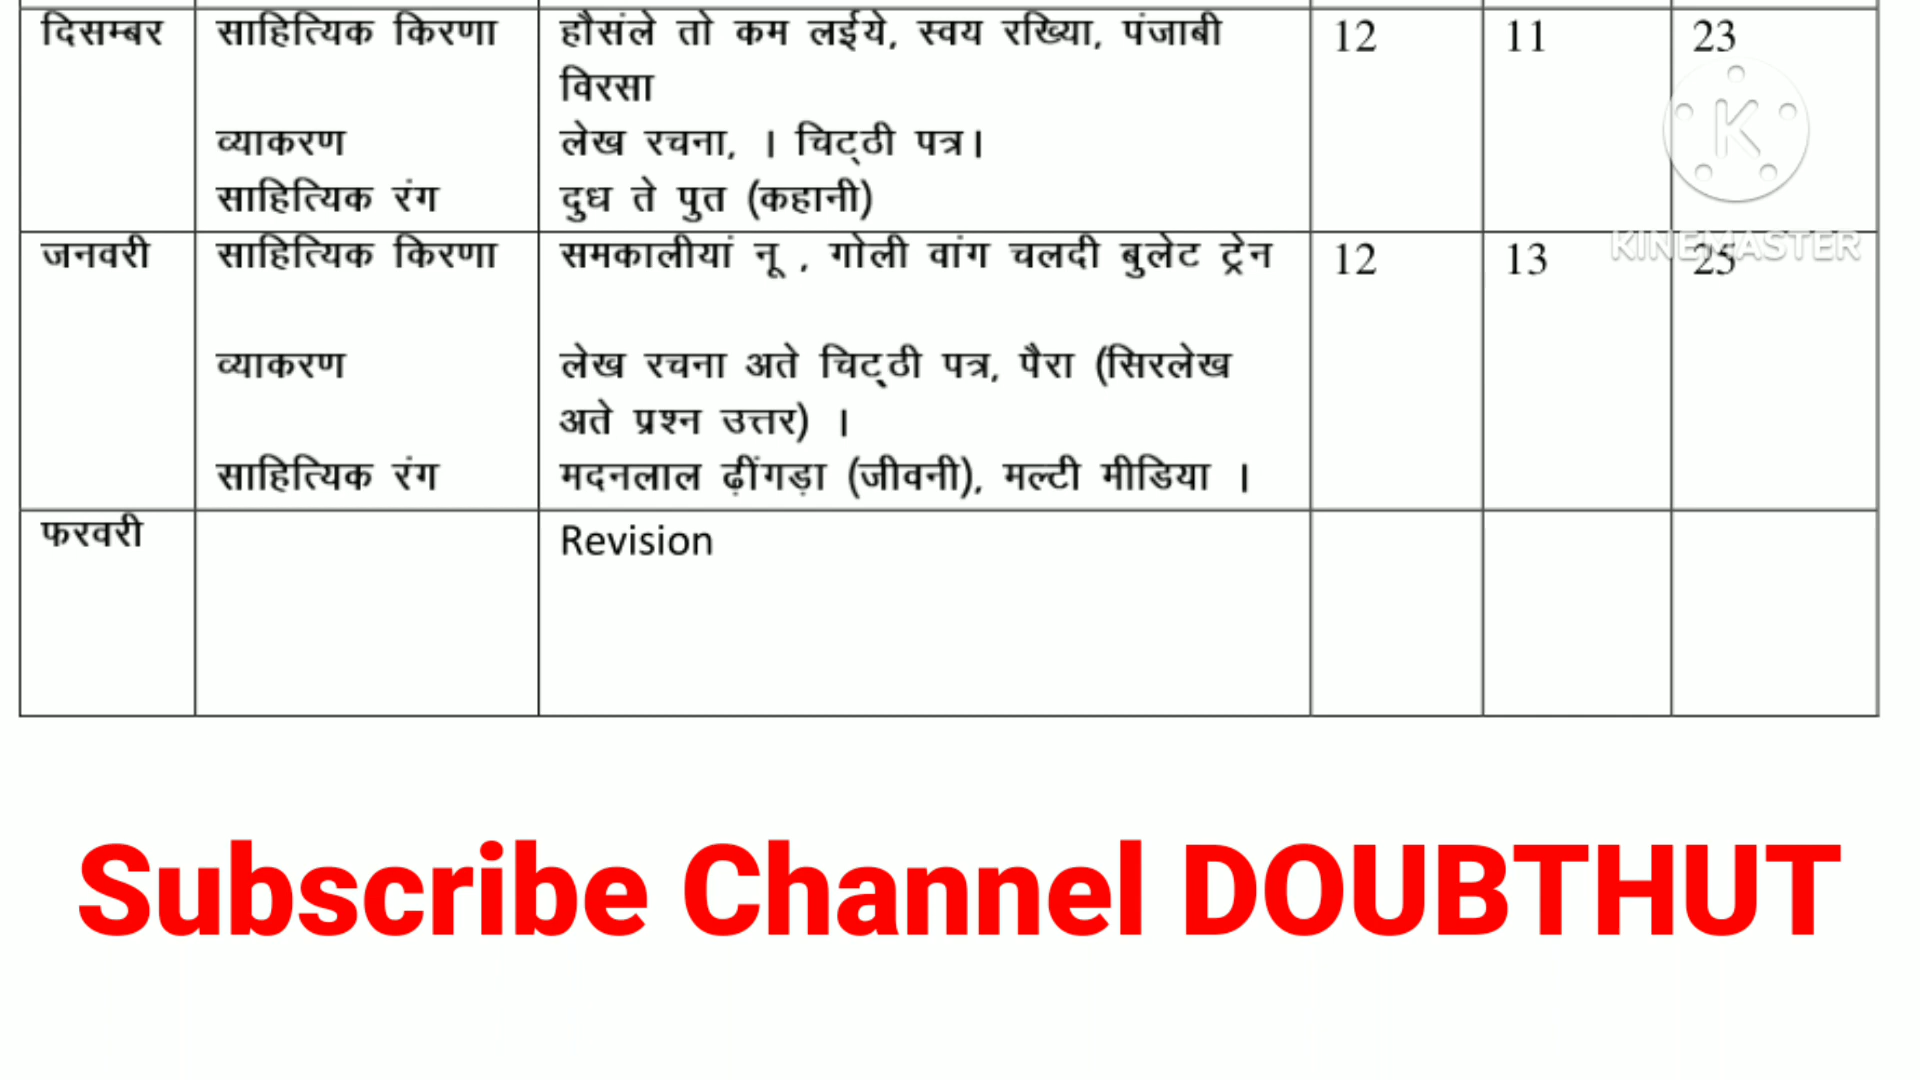 दिसम्बर साहित्यिक किरणा हौसंले तो कम लईये, स्वय रख्यिा, पंजाबी 12 11 23
विरसा
व्याकरण लेख रचना, । चिट्ठी पत्र।
साहित्यिक रंग दुध ते पुत (कहानी)
जनवरी साहित्यिक किरणा समकालीयां नू , गोली वांग चलदी बुलेट ट्रेन 12 13 25
KINEMASTER
व्याकरण लेख रचना अते चिट्ठी पत्र, पैरा (सिरलेख
अते प्रश्न उत्तर) ।
साहित्यिक रंग मदनलाल ढ़ींगड़ा (जीवनी), मल्टी मीडिया ।
फरवरी Revision
Subscribe Channel DOUBTHUT